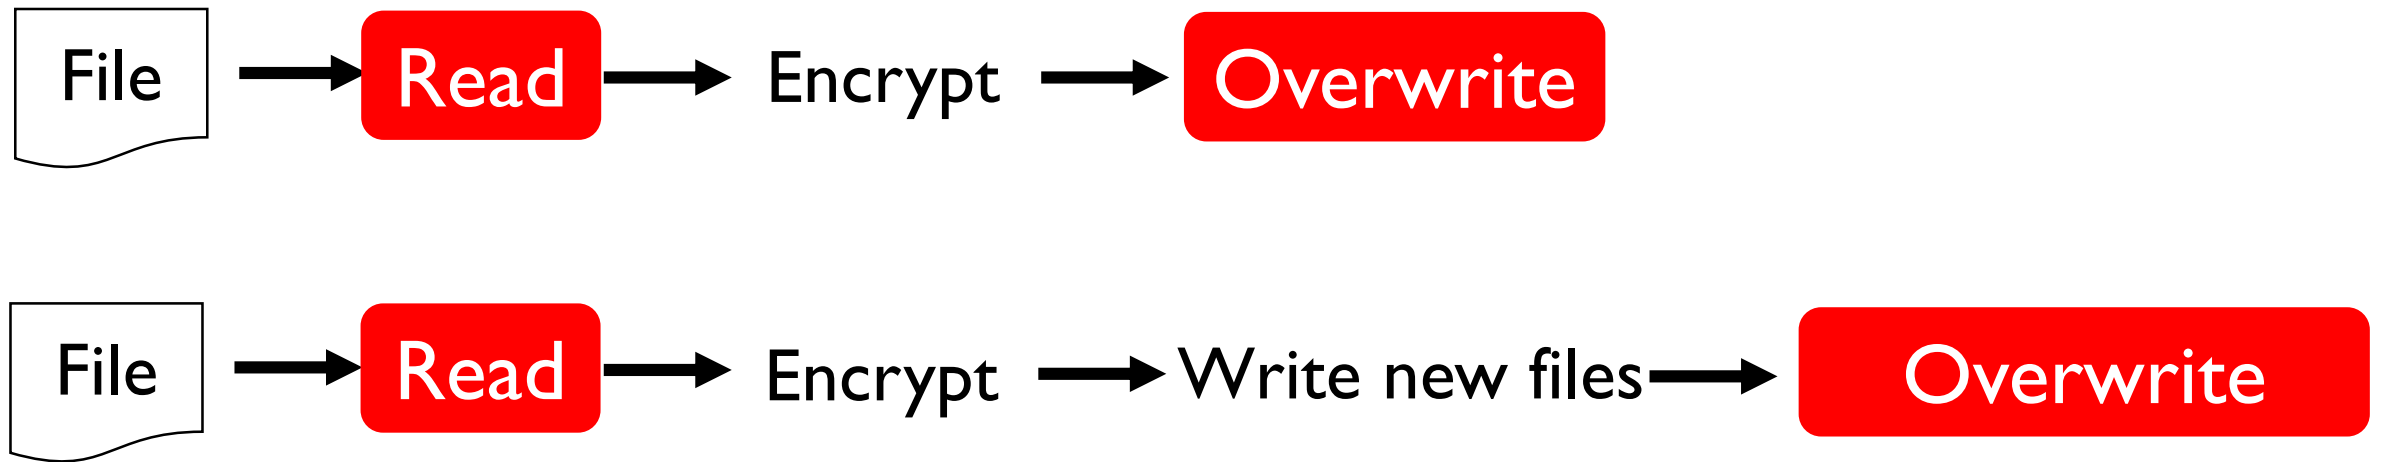 File Read Encrypt Overwrite
File Read Encrypt Write new files Overwrite